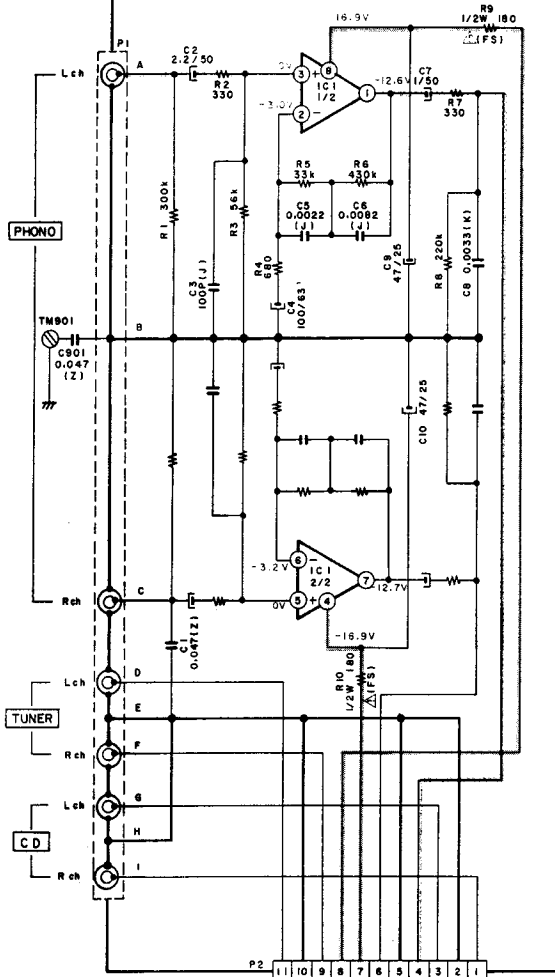 R9
1/2W 180
(FS)
16.9V
P1
A
C2
2.2/50
R2
330
0V
3
+
8
IC1
1/2
1
-12.6V
C7
1/50
R7
330
-3.0V
2
−
Lch
R5
33k
R6
430k
C5
0.0022
(J)
C6
0.0082
(J)
R1 300k
R3 56k
C3
100P(J)
R4
680
C4
100/63
C9
47/25
R8 220k
C8 0.0033(K)
PHONO
TM901
C901
0.047
(Z)
B
C10 47/25
6
−
-3.2V
IC1
2/2
7
-12.7V
5
+
4
0V
-16.9V
Rch
C
C1
0.047(Z)
R10
1/2W 180
(FS)
Lch
D
TUNER
E
Rch
F
Lch
G
CD
H
Rch
I
P2
11 10 9 8 7 6 5 4 3 2 1